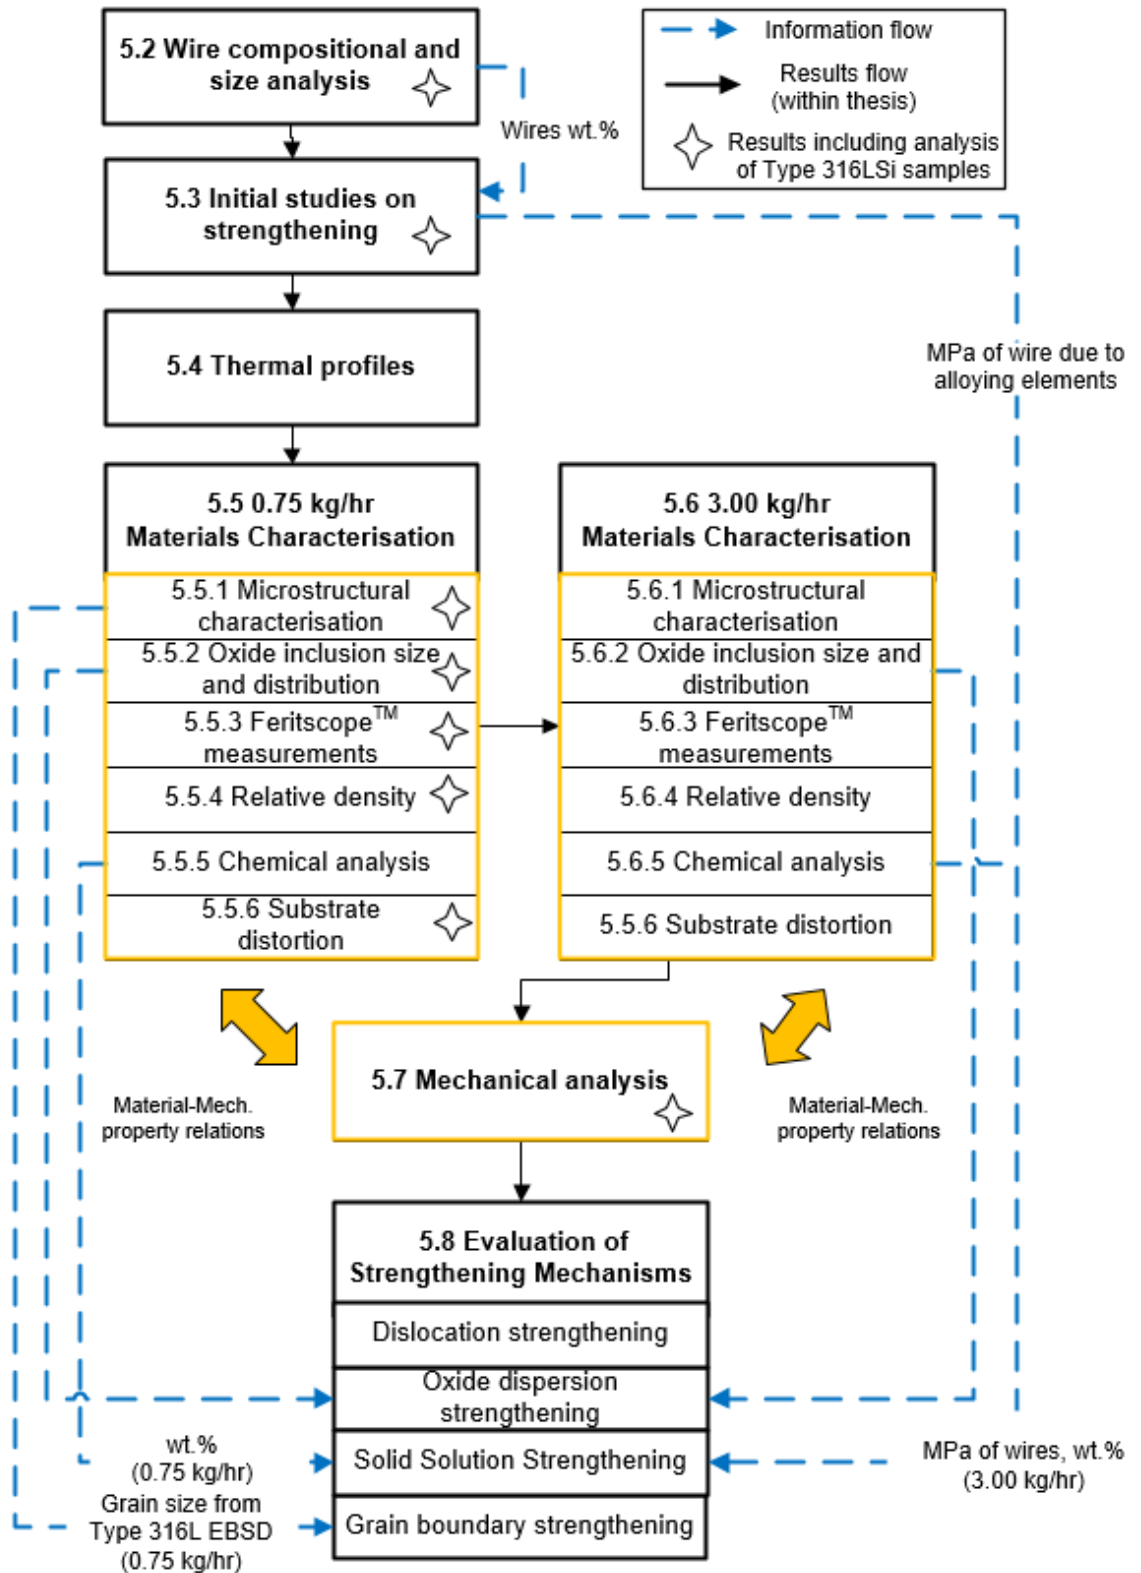 5.2 Wire compositional and
size analysis
Wires wt.%
Information flow
Results flow
(within thesis)
Results including analysis
of Type 316LSi samples
5.3 Initial studies on
strengthening
5.4 Thermal profiles
MPa of wire due to
alloying elements
5.5 0.75 kg/hr
Materials Characterisation
5.5.1 Microstructural
characterisation
5.5.2 Oxide inclusion size
and distribution
5.5.3 Feritscope™
measurements
5.5.4 Relative density
5.5.5 Chemical analysis
5.5.6 Substrate
distortion
5.6 3.00 kg/hr
Materials Characterisation
5.6.1 Microstructural
characterisation
5.6.2 Oxide inclusion size and
distribution
5.6.3 Feritscope™
measurements
5.6.4 Relative density
5.6.5 Chemical analysis
5.5.6 Substrate distortion
Material-Mech.
property relations
5.7 Mechanical analysis
Material-Mech.
property relations
5.8 Evaluation of
Strengthening Mechanisms
Dislocation strengthening
Oxide dispersion
strengthening
Solid Solution Strengthening
Grain boundary strengthening
wt.%
(0.75 kg/hr)
Grain size from
Type 316L EBSD
(0.75 kg/hr)
MPa of wires, wt.%
(3.00 kg/hr)